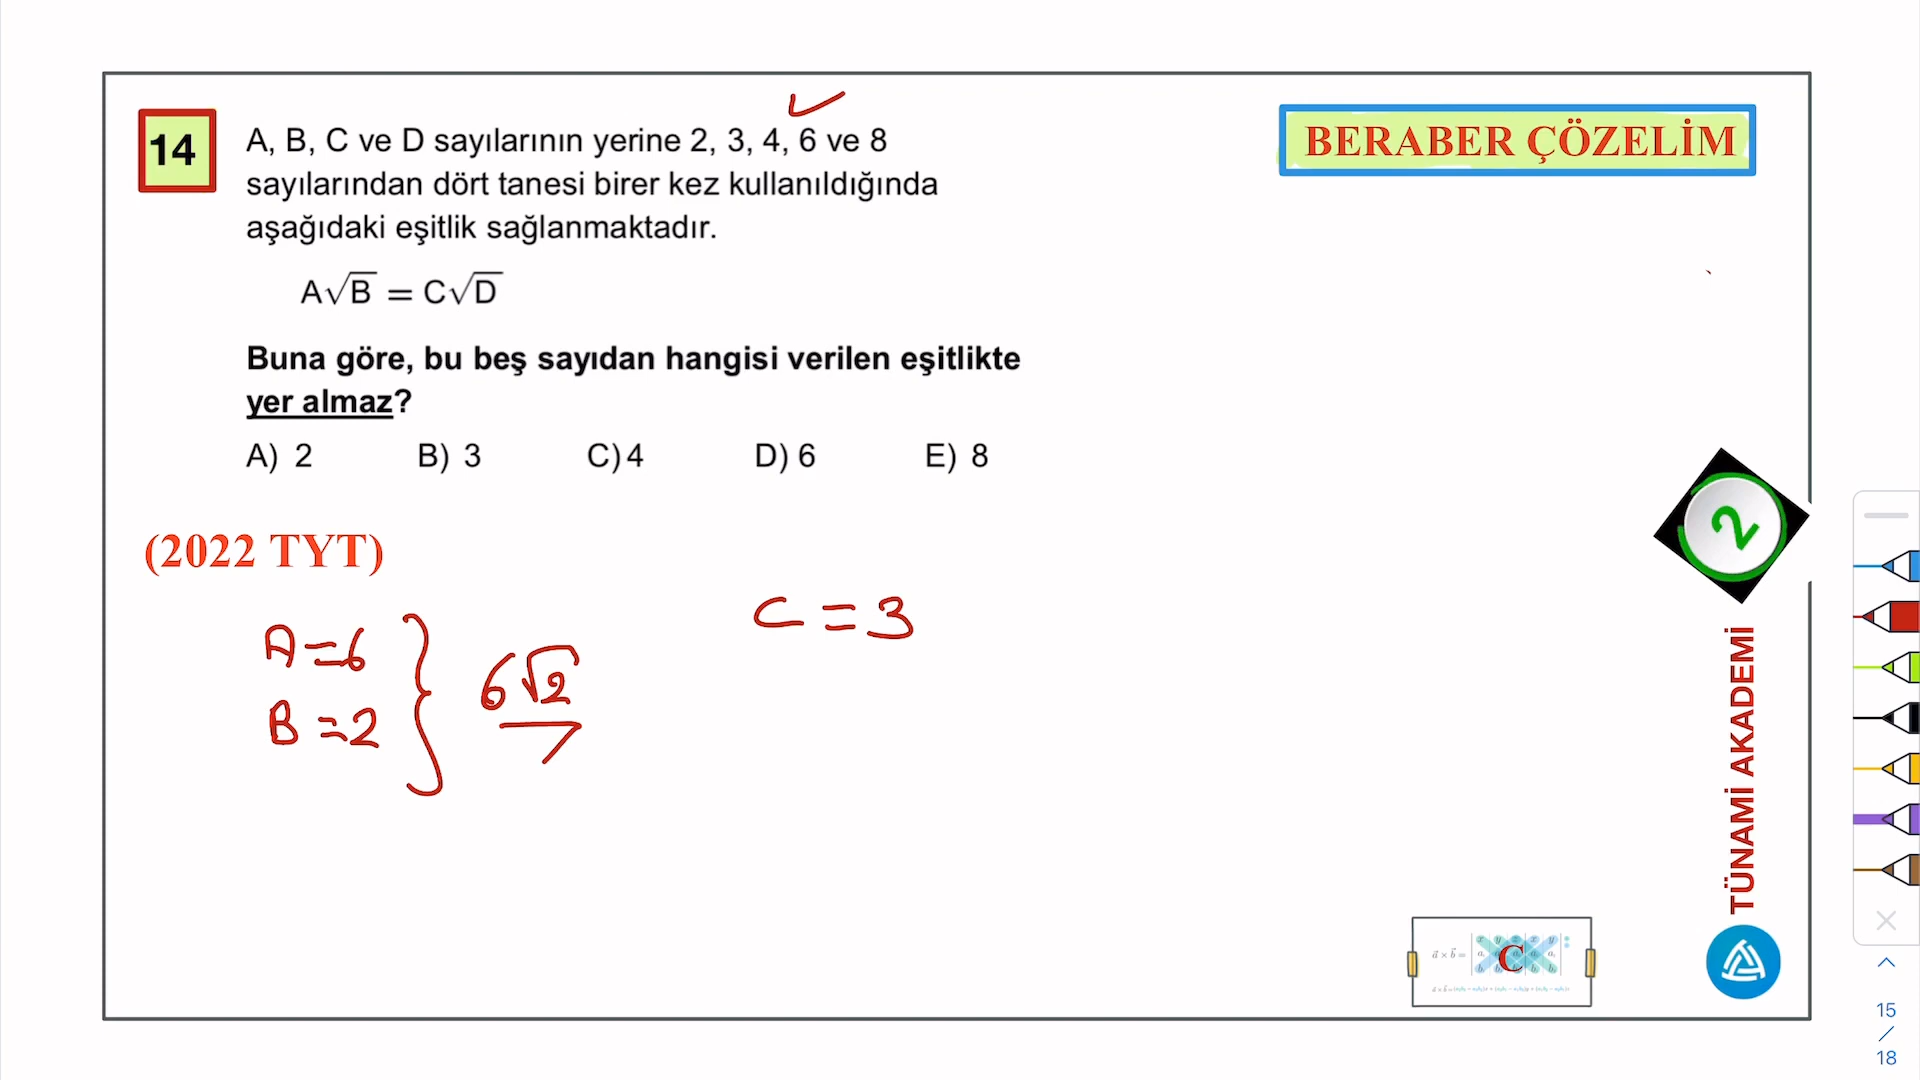 14
A, B, C ve D sayılarının yerine 2, 3, 4, 6 ve 8
sayılarından dört tanesi birer kez kullanıldığında
aşağıdaki eşitlik sağlanmaktadır.
A√B = C√D
Buna göre, bu beş sayıdan hangisi verilen eşitlikte
yer almaz?
A) 2 B) 3 C) 4 D) 6 E) 8
BERABER ÇÖZELİM
(2022 TYT)
A=6
B=2
6√2
C=3
2
TÜNAMİ AKADEMİ
C
15
/
18